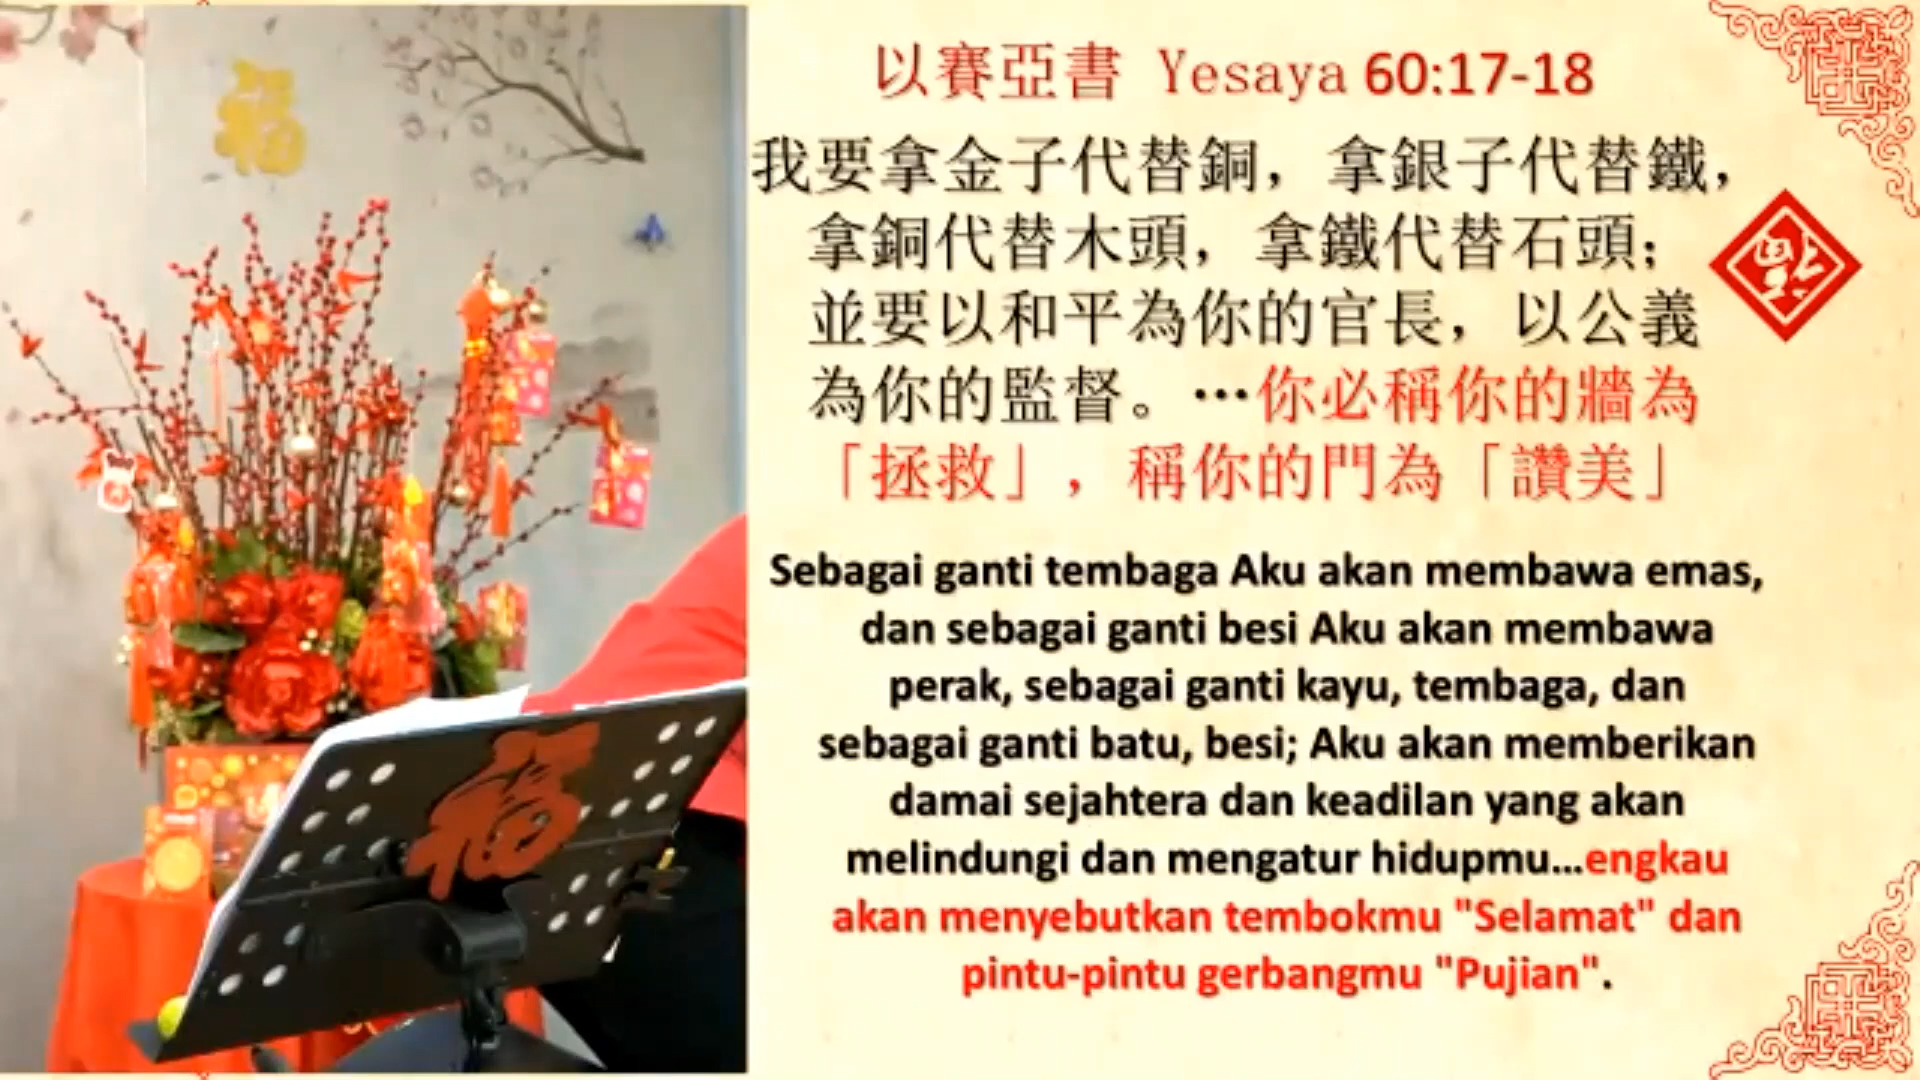 福
福
以賽亞書 Yesaya 60:17-18
我要拿金子代替銅，拿銀子代替鐵，
拿銅代替木頭，拿鐵代替石頭；
並要以和平為你的官長，以公義
為你的監督。…你必稱你的牆為
「拯救」，稱你的門為「讚美」
福
Sebagai ganti tembaga Aku akan membawa emas,
dan sebagai ganti besi Aku akan membawa
perak, sebagai ganti kayu, tembaga, dan
sebagai ganti batu, besi; Aku akan memberikan
damai sejahtera dan keadilan yang akan
melindungi dan mengatur hidupmu...engkau
akan menyebutkan tembokmu "Selamat" dan
pintu-pintu gerbangmu "Pujian".